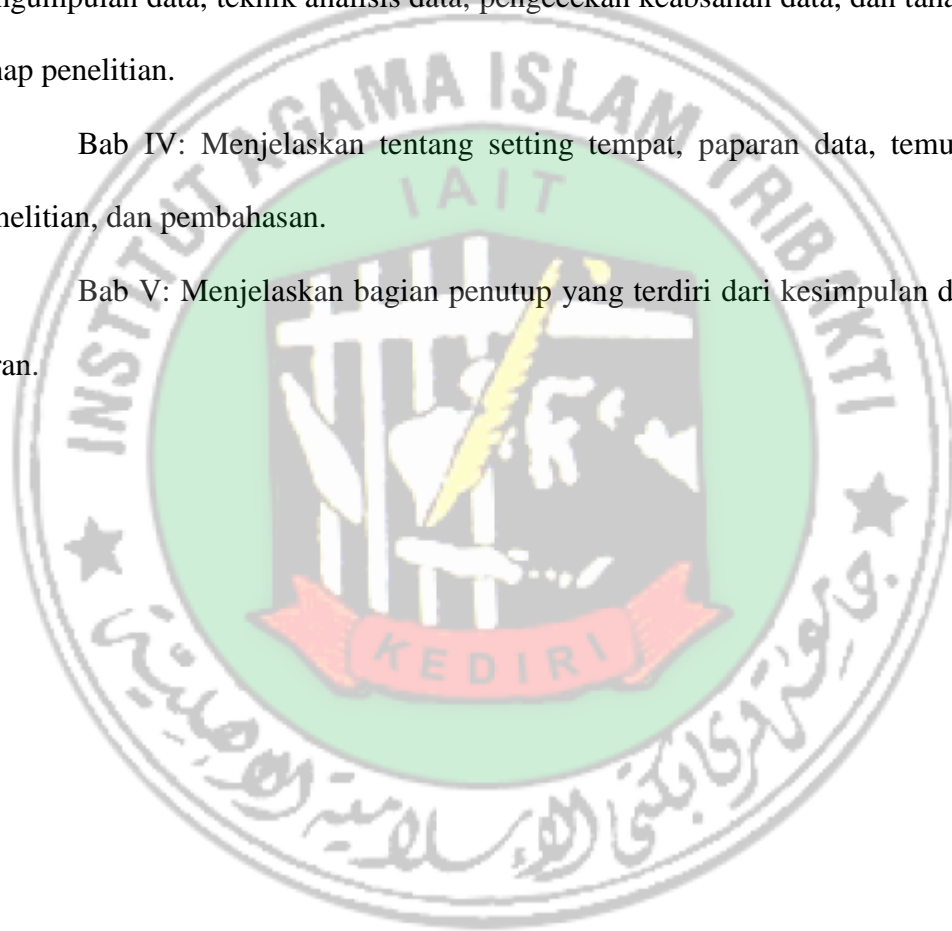 ngumpulan data, teknik analisis data, pengecekan keabsahan data, dan taha
hap penelitian.
Bab IV: Menjelaskan tentang setting tempat, paparan data, temu
nelitian, dan pembahasan.
Bab V: Menjelaskan bagian penutup yang terdiri dari kesimpulan d
ran.
INSTITUT AGAMA ISLAM TRIBAKTI
IAIT
KEDIRI